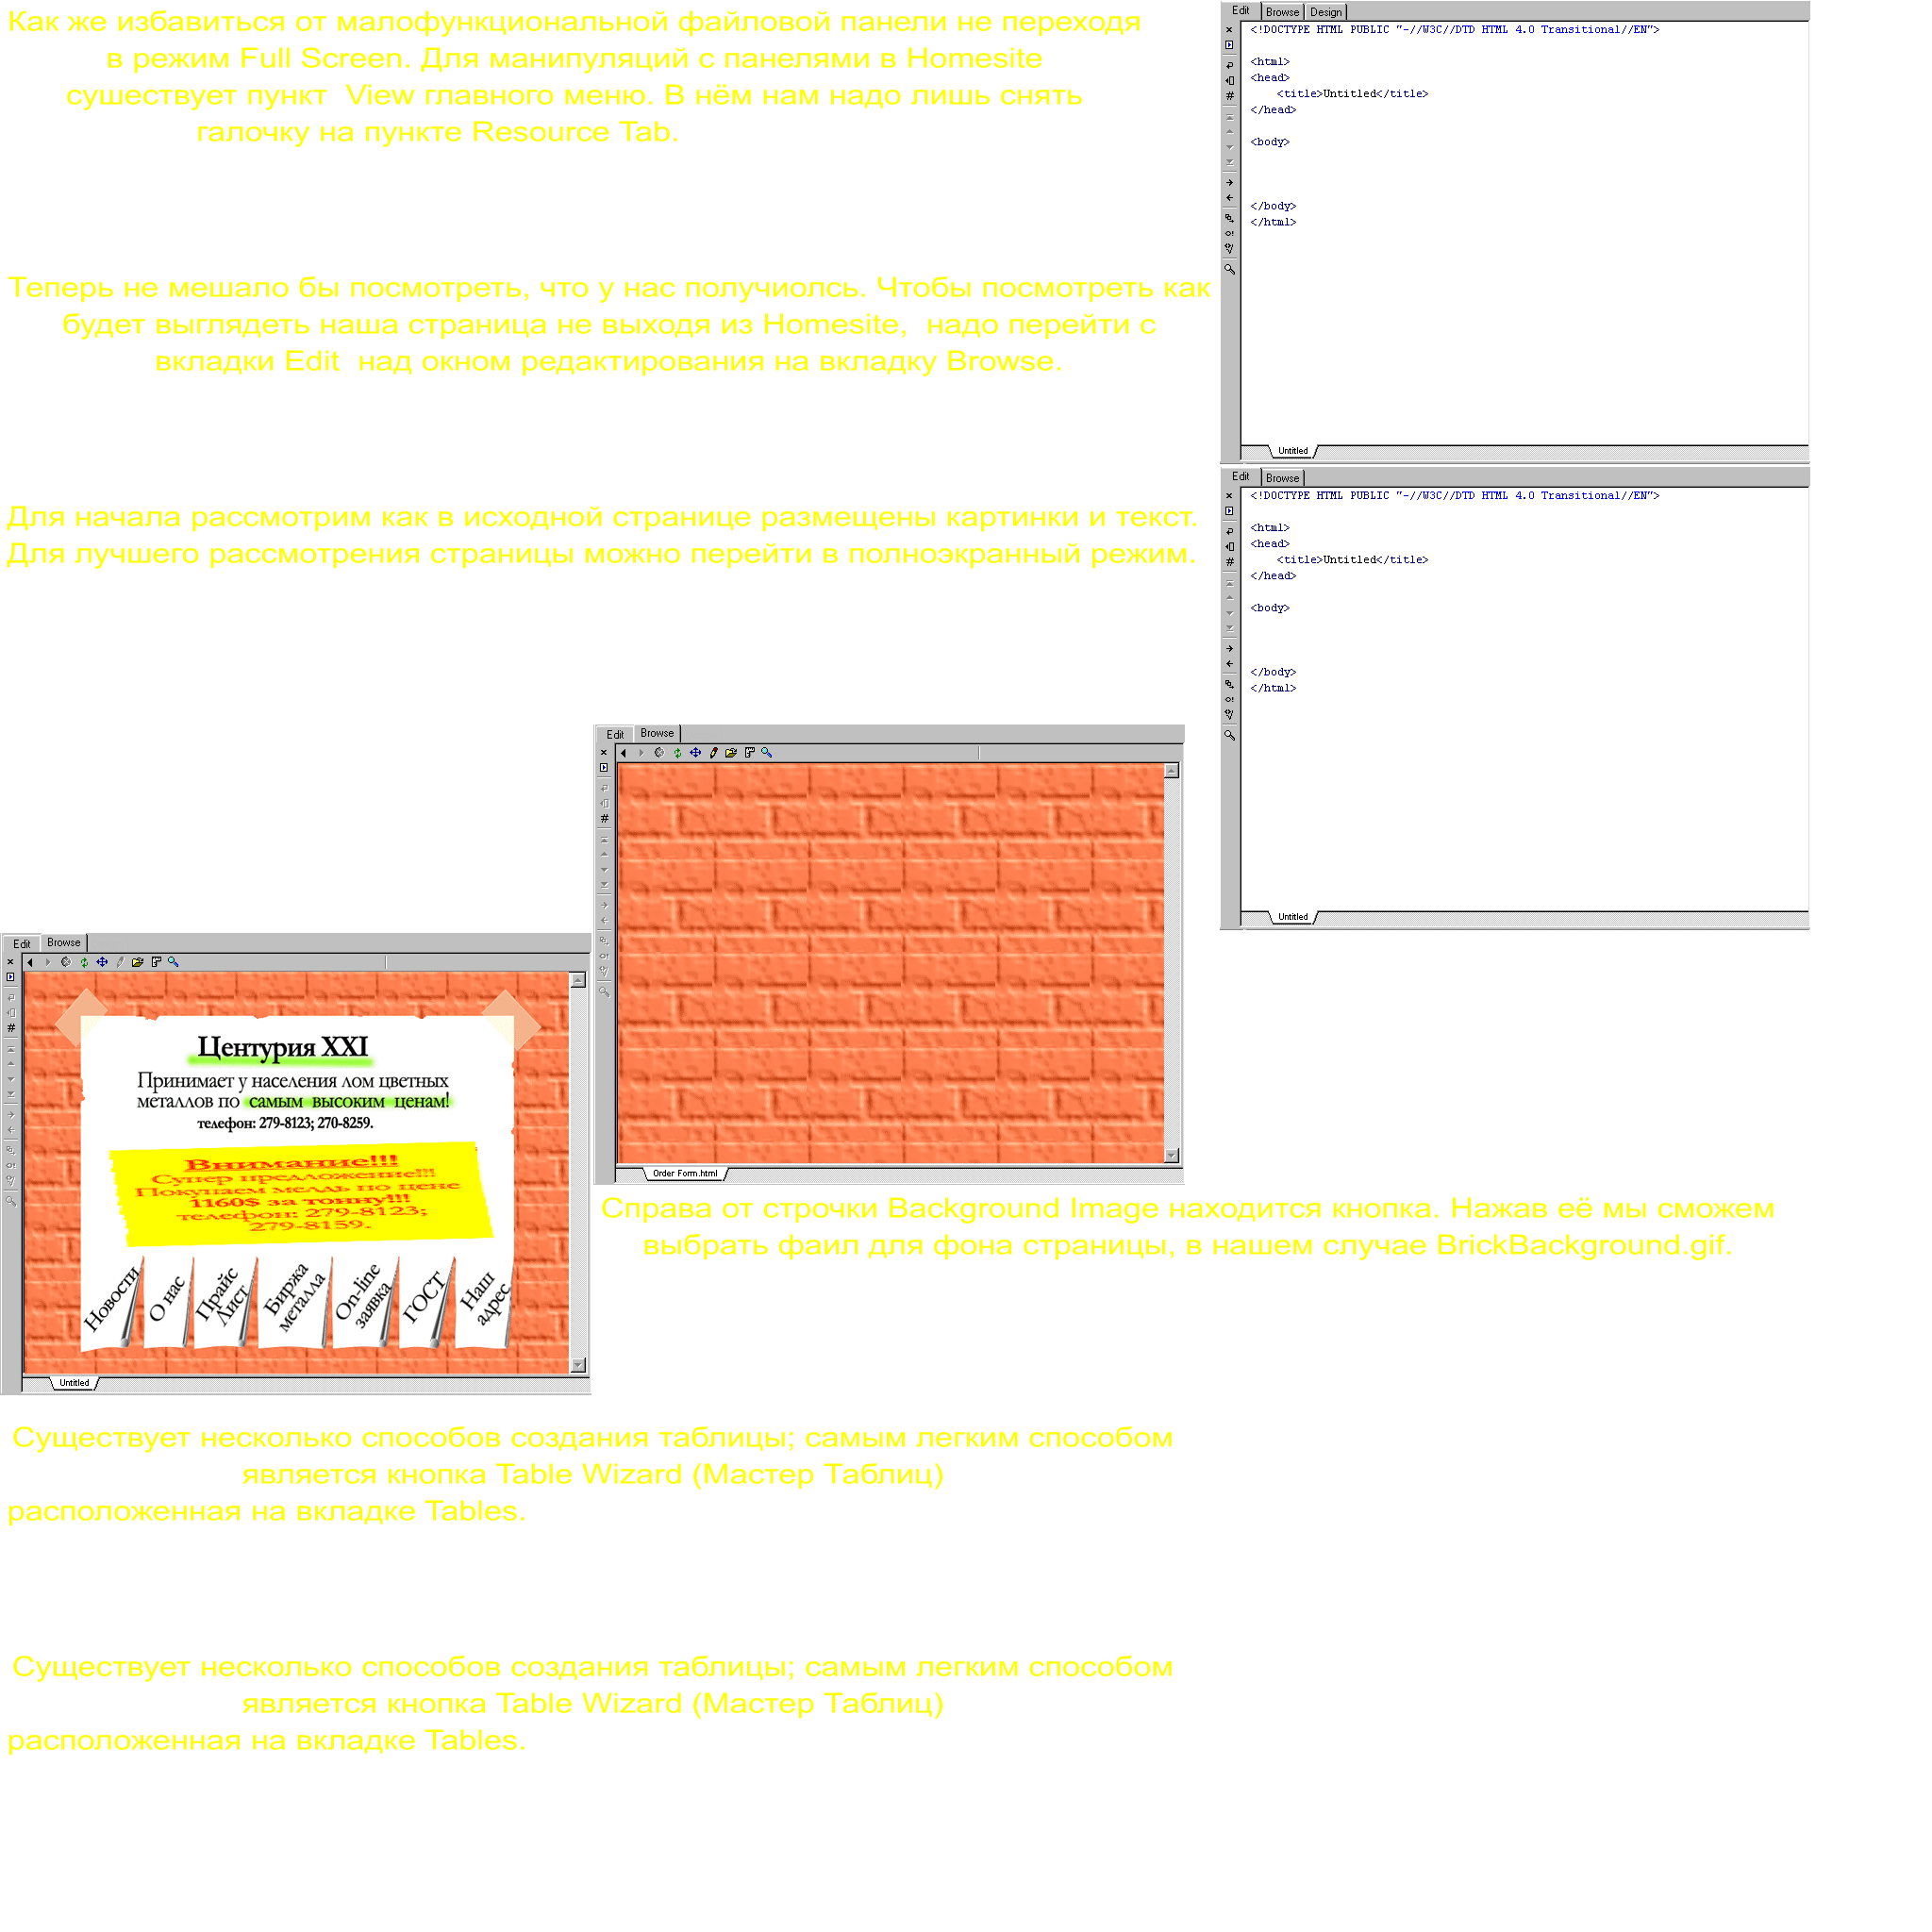 Как же избавиться от малофункциональной файловой панели не переходя
в режим Full Screen. Для манипуляций с панелями в Homesite
сушествует пункт View главного меню. В нём нам надо лишь снять
галочку на пункте Resource Tab.
Теперь не мешало бы посмотреть, что у нас получиолсь. Чтобы посмотреть как
будет выглядеть наша страница не выходя из Homesite, надо перейти с
вкладки Edit над окном редактирования на вкладку Browse.
Для начала рассмотрим как в исходной странице размещены картинки и текст.
Для лучшего рассмотрения страницы можно перейти в полноэкранный режим.
Edit Browse Design
<!DOCTYPE HTML PUBLIC "-//W3C//DTD HTML 4.0 Transitional//EN">
<html>
<head>
<title>Untitled</title>
</head>
<body>
</body>
</html>
Untitled
Edit Browse
<!DOCTYPE HTML PUBLIC "-//W3C//DTD HTML 4.0 Transitional//EN">
<html>
<head>
<title>Untitled</title>
</head>
<body>
</body>
</html>
Untitled
Edit Browse
Order Form.html
Edit Browse
Центурия XXI
Принимает у населения лом цветных
металлов по самым высоким ценам!
телефон: 279-8123; 270-8259.
Внимание!!!
Супер предложение!!!
Покупаем медь по цене
1160$ за тонну!!!
телефон: 279-8123;
279-8159.
Новости
О нас
Прайс
Лист
Биржа
металла
On-line
заявка
ГОСТ
Наш
адрес
Untitled
Справа от строчки Background Image находится кнопка. Нажав её мы сможем
выбрать фаил для фона страницы, в нашем случае BrickBackground.gif.
Существует несколько способов создания таблицы; самым легким способом
является кнопка Table Wizard (Мастер Таблиц)
расположенная на вкладке Tables.
Существует несколько способов создания таблицы; самым легким способом
является кнопка Table Wizard (Мастер Таблиц)
расположенная на вкладке Tables.